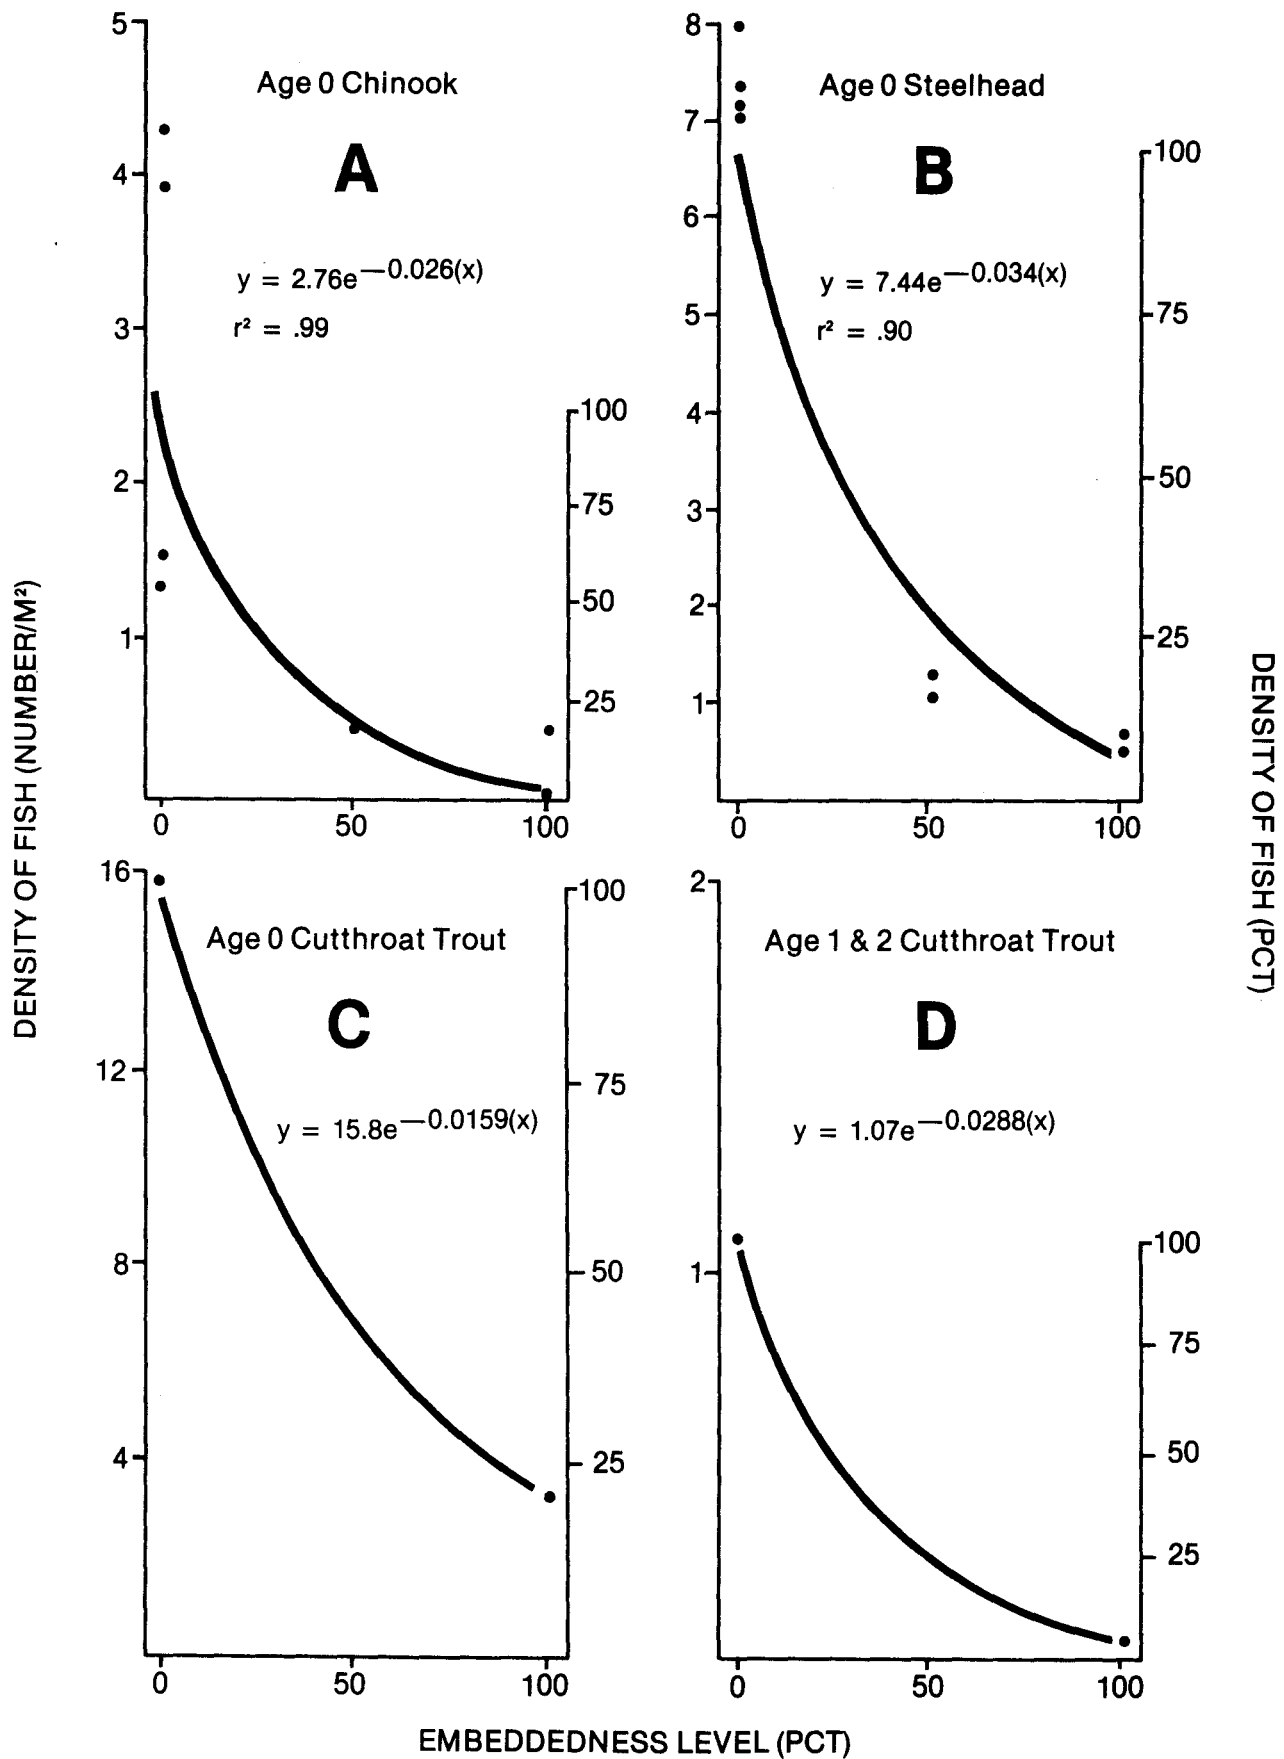 DENSITY OF FISH (NUMBER/M²)
5
4
3
2
1
Age 0 Chinook
A
y = 2.76e—0.026(x)
r² = .99
100
75
50
25
0 50 100
8
7
6
5
4
3
2
1
Age 0 Steelhead
B
y = 7.44e—0.034(x)
r² = .90
100
75
50
25
0 50 100
16
12
8
4
Age 0 Cutthroat Trout
C
y = 15.8e—0.0159(x)
100
75
50
25
0 50 100
2
1
Age 1 & 2 Cutthroat Trout
D
y = 1.07e—0.0288(x)
100
75
50
25
0 50 100
DENSITY OF FISH (PCT)
EMBEDDEDNESS LEVEL (PCT)